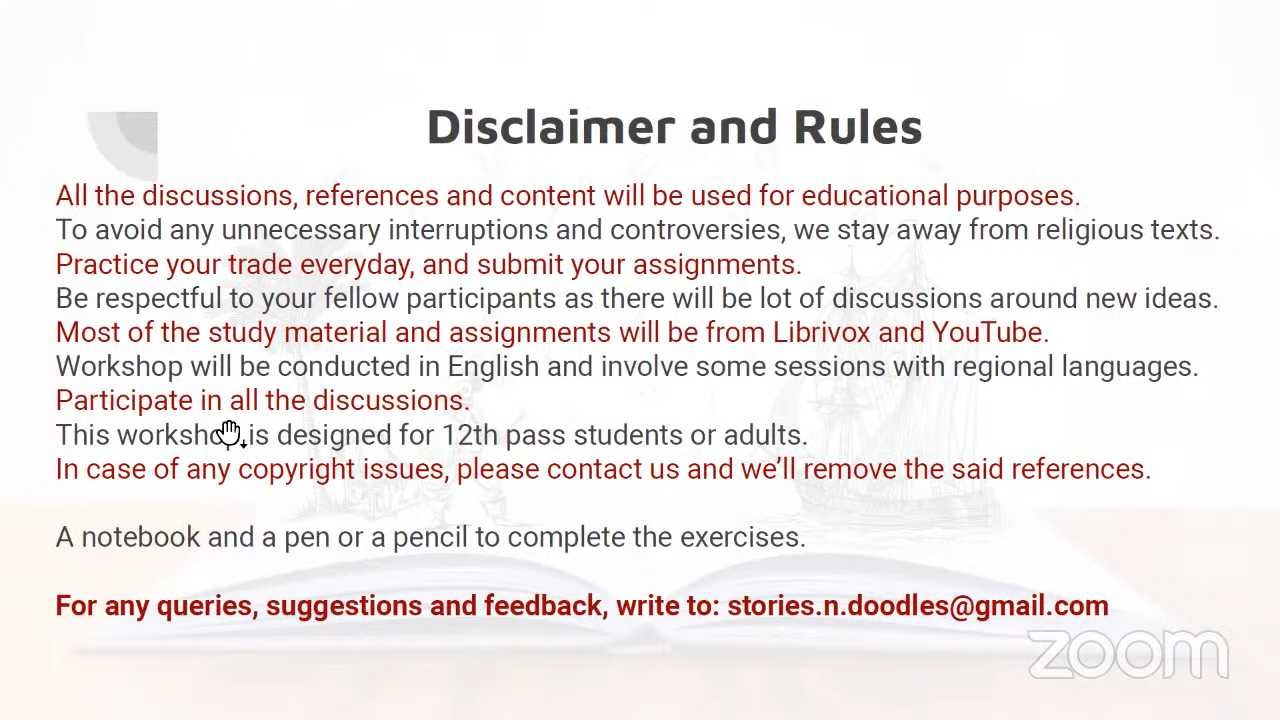 Disclaimer and Rules
All the discussions, references and content will be used for educational purposes.
To avoid any unnecessary interruptions and controversies, we stay away from religious texts.
Practice your trade everyday, and submit your assignments.
Be respectful to your fellow participants as there will be lot of discussions around new ideas.
Most of the study material and assignments will be from Librivox and YouTube.
Workshop will be conducted in English and involve some sessions with regional languages.
Participate in all the discussions.
This workshop is designed for 12th pass students or adults.
In case of any copyright issues, please contact us and we’ll remove the said references.
A notebook and a pen or a pencil to complete the exercises.
For any queries, suggestions and feedback, write to: stories.n.doodles@gmail.com
zoom